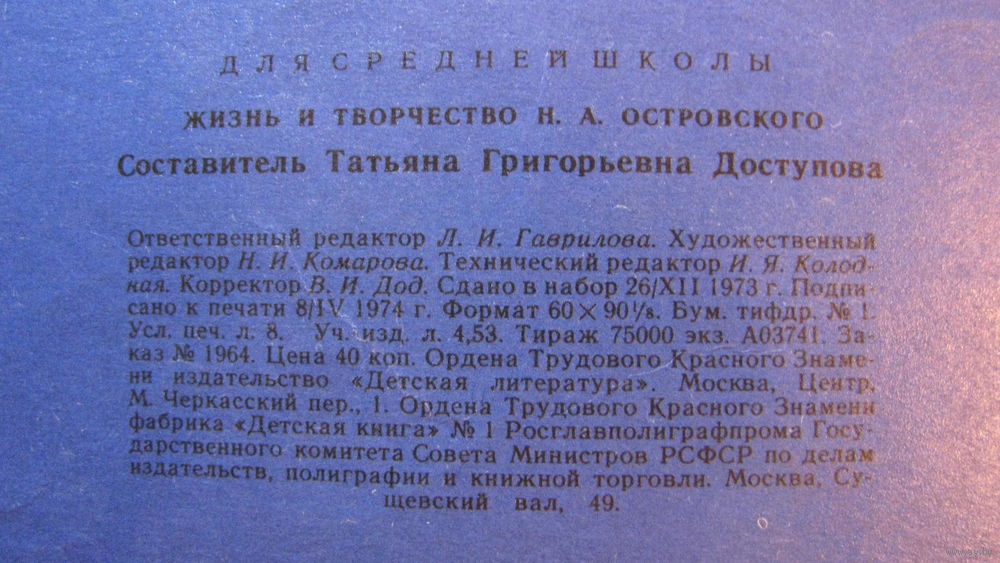 ДЛЯ СРЕДНЕЙ ШКОЛЫ
ЖИЗНЬ И ТВОРЧЕСТВО Н. А. ОСТРОВСКОГО
Составитель Татьяна Григорьевна Доступова
Ответственный редактор Л. И. Гаврилова. Художественный
редактор Н. И. Комарова. Технический редактор И. Я. Колод-
ная. Корректор В. И. Дод. Сдано в набор 26/XII 1973 г. Подпи-
сано к печати 8/IV 1974 г. Формат 60×90¹/₈. Бум. тифдр. № 1.
Усл. печ. л. 8. Уч. изд. л. 4,53. Тираж 75000 экз. А03741. За-
каз № 1964. Цена 40 коп. Ордена Трудового Красного Знаме-
ни издательство «Детская литература». Москва, Центр,
М. Черкасский пер., 1. Ордена Трудового Красного Знамени
фабрика «Детская книга» № 1 Росглавполиграфпрома Госу-
дарственного комитета Совета Министров РСФСР по делам
издательств, полиграфии и книжной торговли. Москва, Су-
щевский вал, 49.